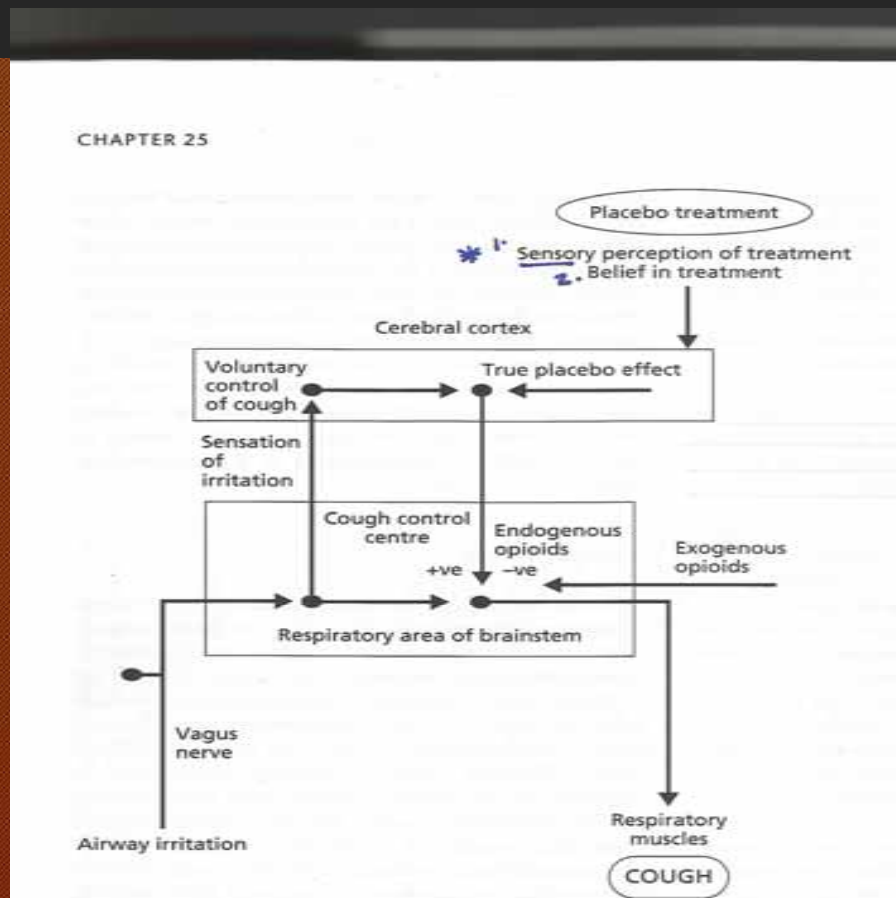 CHAPTER 25
Placebo treatment
* 1. Sensory perception of treatment
2. Belief in treatment
Cerebral cortex
Voluntary
control
of cough
True placebo effect
Sensation
of
irritation
Cough control
centre
Endogenous
opioids
+ve
–ve
Exogenous
opioids
Respiratory area of brainstem
Vagus
nerve
Airway irritation
Respiratory
muscles
COUGH